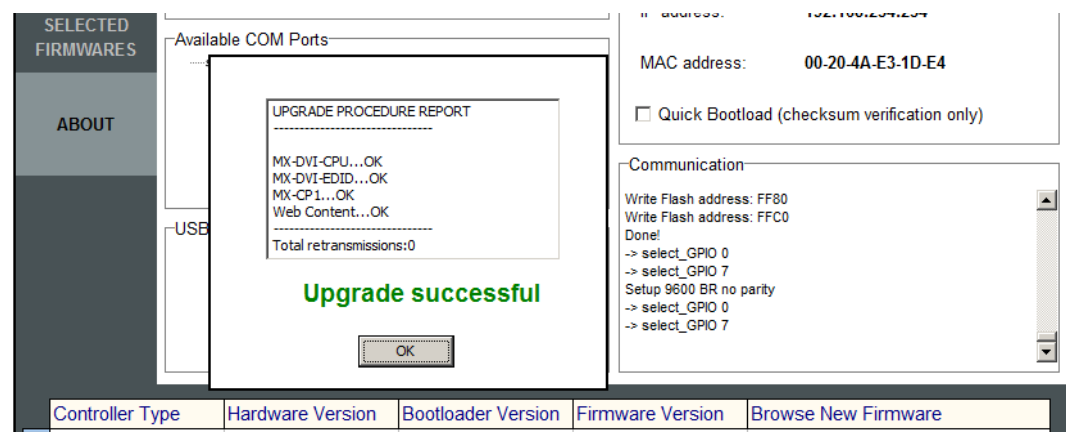 SELECTED
FIRMWARES
ABOUT
Available COM Ports
USB
UPGRADE PROCEDURE REPORT
--------------------------------
MX-DVI-CPU...OK
MX-DVI-EDID...OK
MX-CP1...OK
Web Content...OK
--------------------------------
Total retransmissions:0
Upgrade successful
OK
MAC address: 00-20-4A-E3-1D-E4
Quick Bootload (checksum verification only)
Communication
Write Flash address: FF80
Write Flash address: FFC0
Done!
-> select_GPIO 0
-> select_GPIO 7
Setup 9600 BR no parity
-> select_GPIO 0
-> select_GPIO 7
Controller Type Hardware Version Bootloader Version Firmware Version Browse New Firmware